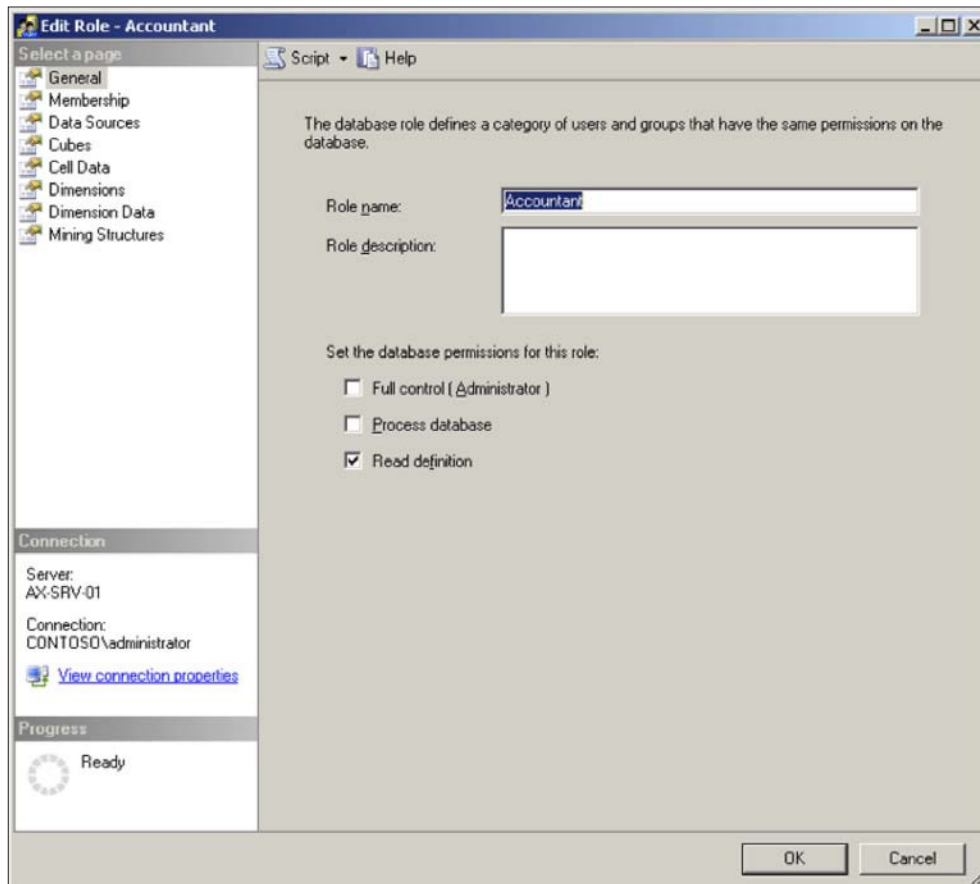 Edit Role - Accountant
Select a page
General
Membership
Data Sources
Cubes
Cell Data
Dimensions
Dimension Data
Mining Structures
Script Help
The database role defines a category of users and groups that have the same permissions on the
database.
Role name: Accountant
Role description:
Set the database permissions for this role:
Full control ( Administrator )
Process database
Read definition
Connection
Server:
AX-SRV-01
Connection:
CONTOSO\administrator
View connection properties
Progress
Ready
OK Cancel